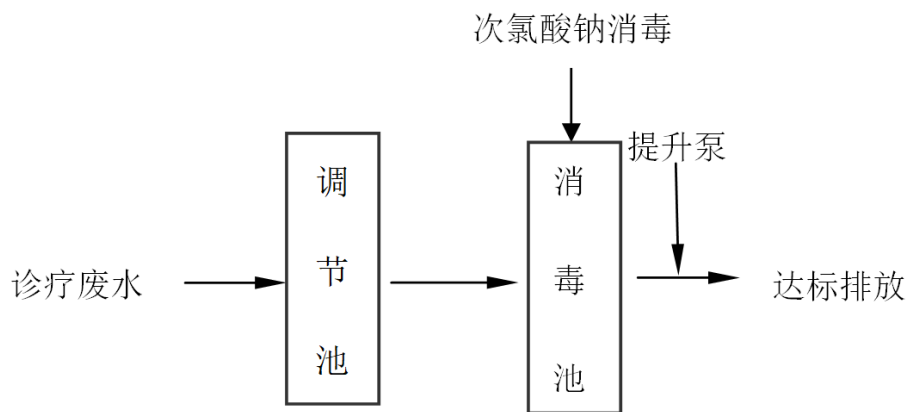 次氯酸钠消毒
提升泵
调节池
消毒池
诊疗废水
达标排放